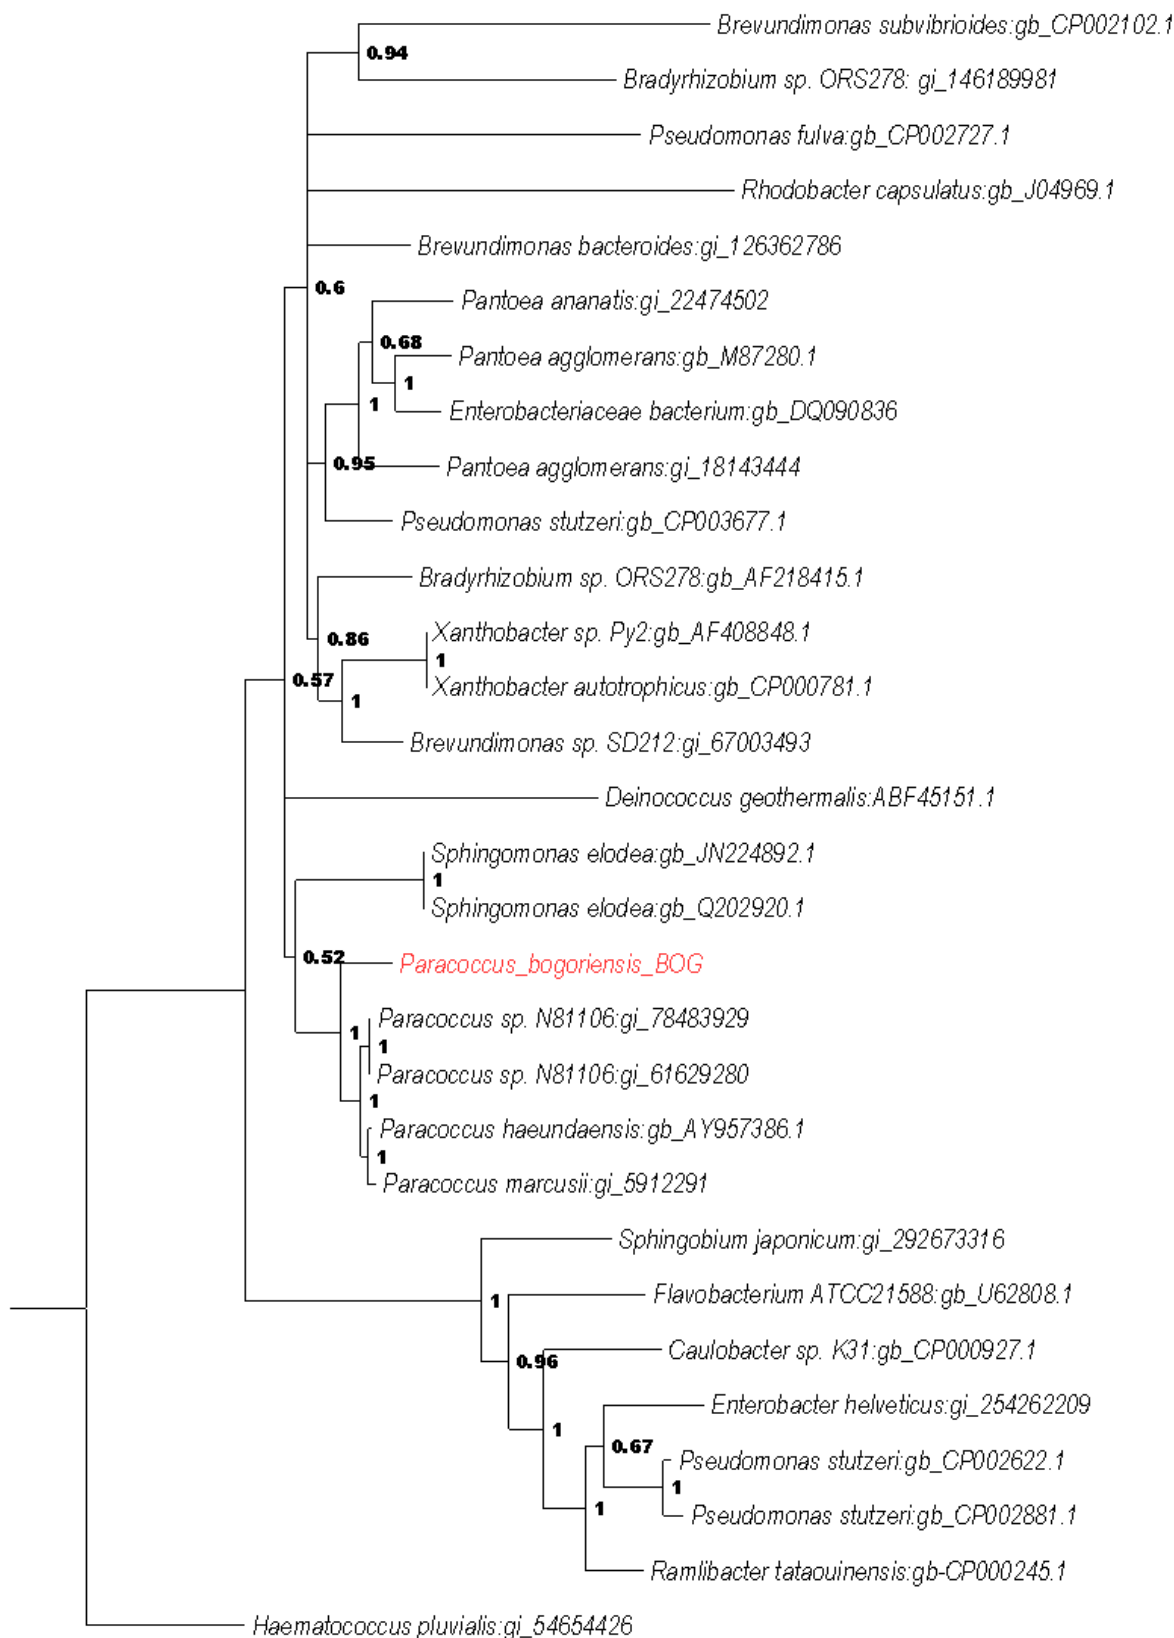 Brevundimonas subvibrioides:gb_CP002102.1
0.94
Bradyrhizobium sp. ORS278: gi_146189981
Pseudomonas fulva:gb_CP002727.1
Rhodobacter capsulatus:gb_J04969.1
Brevundimonas bacteroides:gi_126362786
0.6
Pantoea ananatis:gi_22474502
0.68
Pantoea agglomerans:gb_M87280.1
1
1
Enterobacteriaceae bacterium:gb_DQ090836
0.95
Pantoea agglomerans:gi_18143444
Pseudomonas stutzeri:gb_CP003677.1
Bradyrhizobium sp. ORS278:gb_AF218415.1
Xanthobacter sp. Py2:gb_AF408848.1
0.86
1
0.57
Xanthobacter autotrophicus:gb_CP000781.1
1
Brevundimonas sp. SD212:gi_67003493
Deinococcus geothermalis:ABF45151.1
Sphingomonas elodea:gb_JN224892.1
1
Sphingomonas elodea:gb_Q202920.1
0.52
Paracoccus_bogoriensis_BOG
Paracoccus sp. N81106:gi_78483929
1
1
Paracoccus sp. N81106:gi_61629280
1
Paracoccus haeundaensis:gb_AY957386.1
1
Paracoccus marcusii:gi_5912291
Sphingobium japonicum:gi_292673316
1
Flavobacterium ATCC21588:gb_U62808.1
0.96
Caulobacter sp. K31:gb_CP000927.1
Enterobacter helveticus:gi_254262209
1
0.67
Pseudomonas stutzeri:gb_CP002622.1
1
1
Pseudomonas stutzeri:gb_CP002881.1
Ramlibacter tataouinensis:gb-CP000245.1
Haematococcus pluvialis:gi_54654426